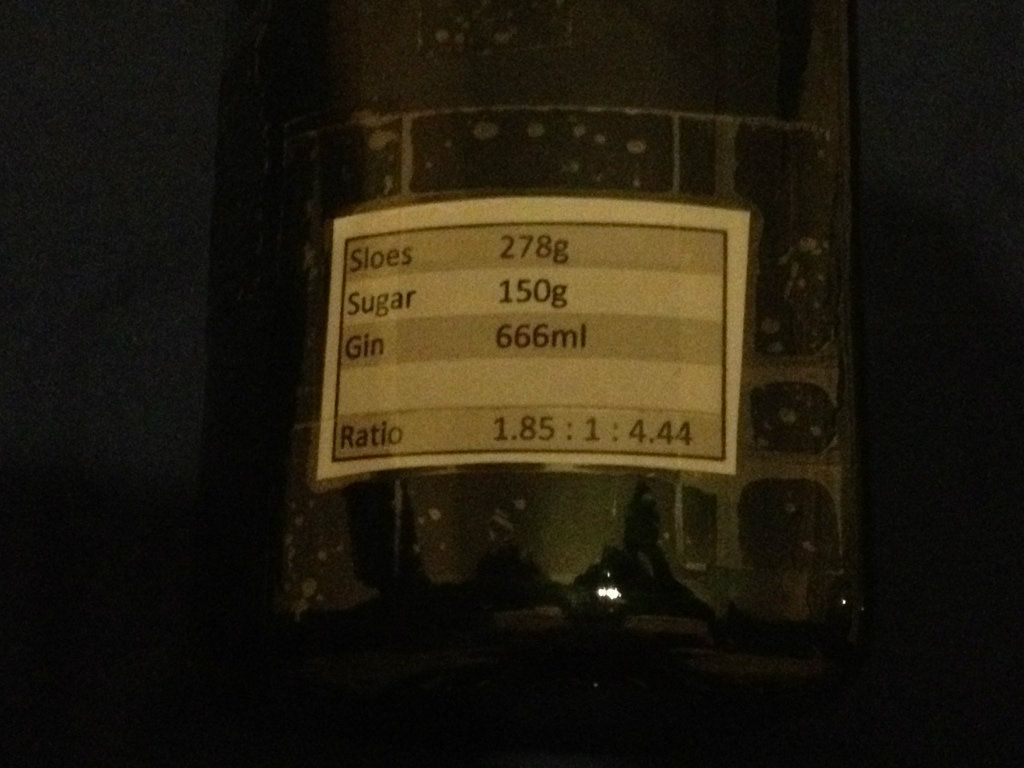 Sloes 278g
Sugar 150g
Gin 666ml
Ratio 1.85 : 1 : 4.44